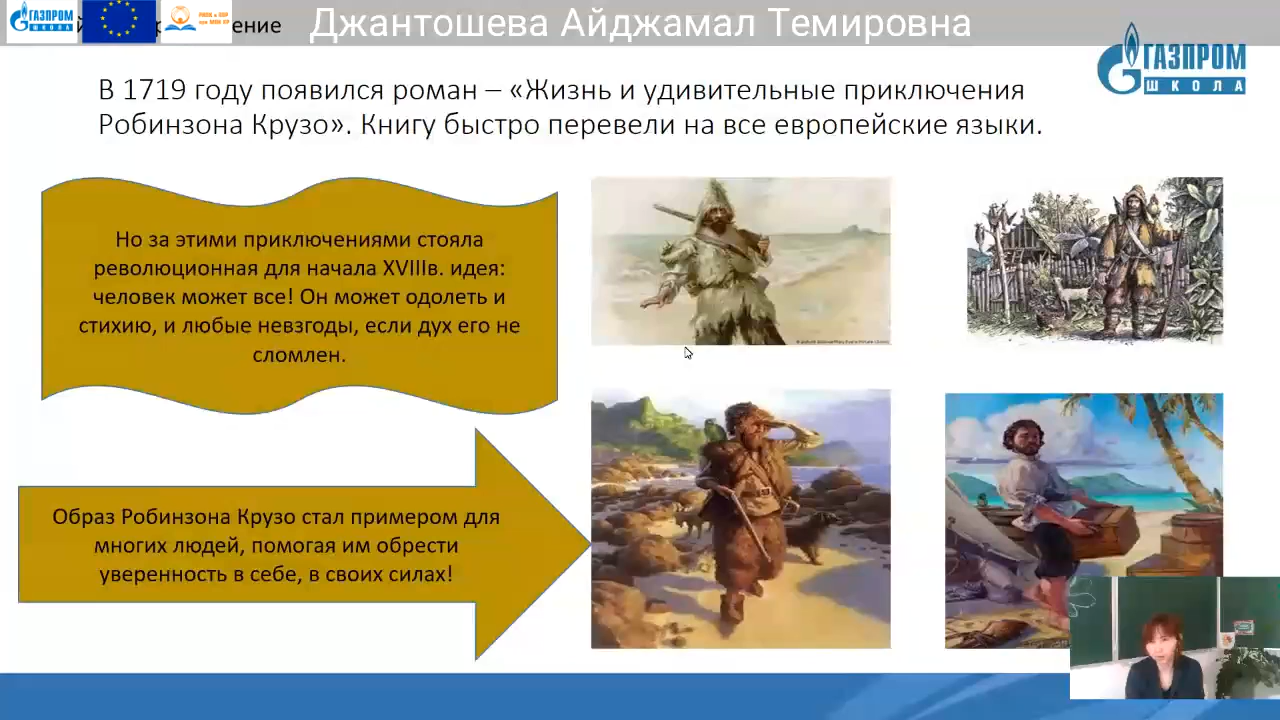 ГАЗПРОМ
ШКОЛА
ение
Джантошева Айджамал Темировна
ГАЗПРОМ
ШКОЛА
В 1719 году появился роман – «Жизнь и удивительные приключения
Робинзона Крузо». Книгу быстро перевели на все европейские языки.
Но за этими приключениями стояла
революционная для начала XVIIIв. идея:
человек может все! Он может одолеть и
стихию, и любые невзгоды, если дух его не
сломлен.
Образ Робинзона Крузо стал примером для
многих людей, помогая им обрести
уверенность в себе, в своих силах!